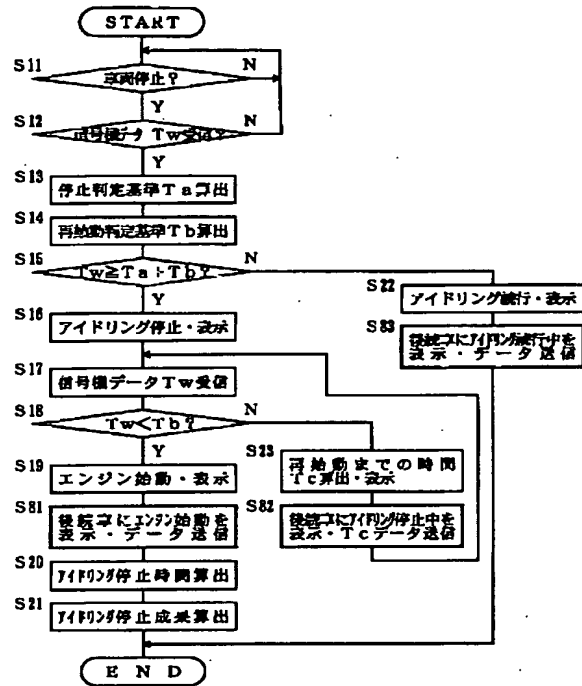 START
S11
車両停止?
N
Y
S12
信号機データ Tw受信?
N
Y
S13
停止判定基準Ta算出
S14
再始動判定基準Tb算出
S15
Tw≧Ta+Tb?
N
Y
S16
アイドリング停止・表示
S17
信号機データTw受信
S18
Tw<Tb?
N
Y
S19
エンジン始動・表示
S81
後続車にエンジン始動を
表示・データ送信
S20
アイドリング停止時間算出
S21
アイドリング停止成果算出
END
S22
アイドリング続行・表示
S83
後続車にアイドリング続行中を
表示・データ送信
S23
再始動までの時間
Tc算出・表示
S82
後続車にアイドリング停止中を
表示・Tcデータ送信